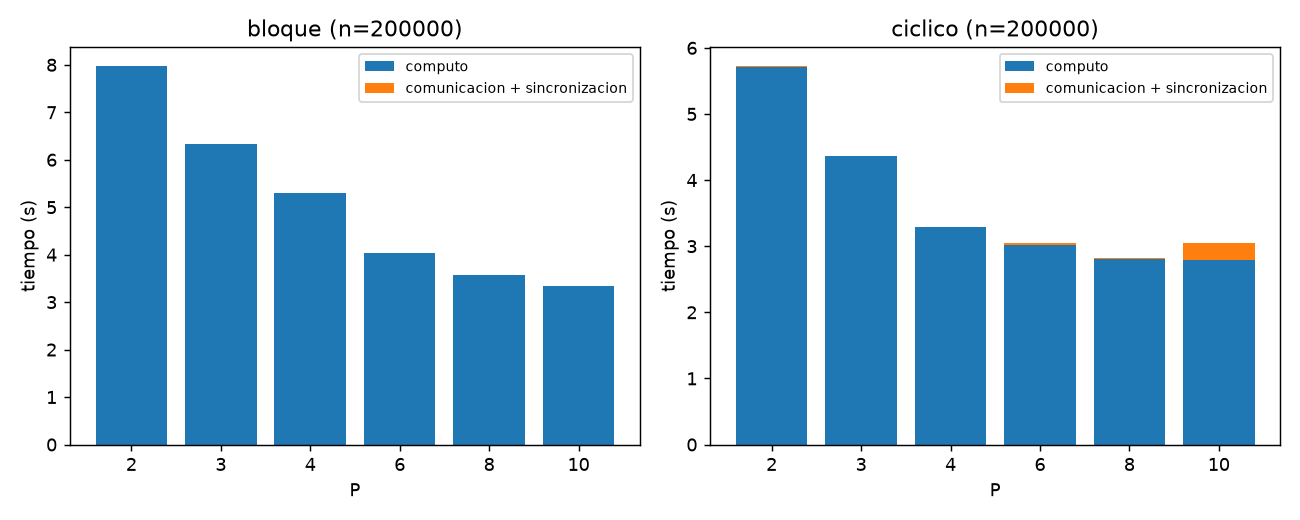 bloque (n=200000)
computo
comunicacion + sincronizacion
8
7
6
5
4
3
2
1
0
tiempo (s)
2 3 4 6 8 10
P
ciclico (n=200000)
computo
comunicacion + sincronizacion
6
5
4
3
2
1
0
tiempo (s)
2 3 4 6 8 10
P